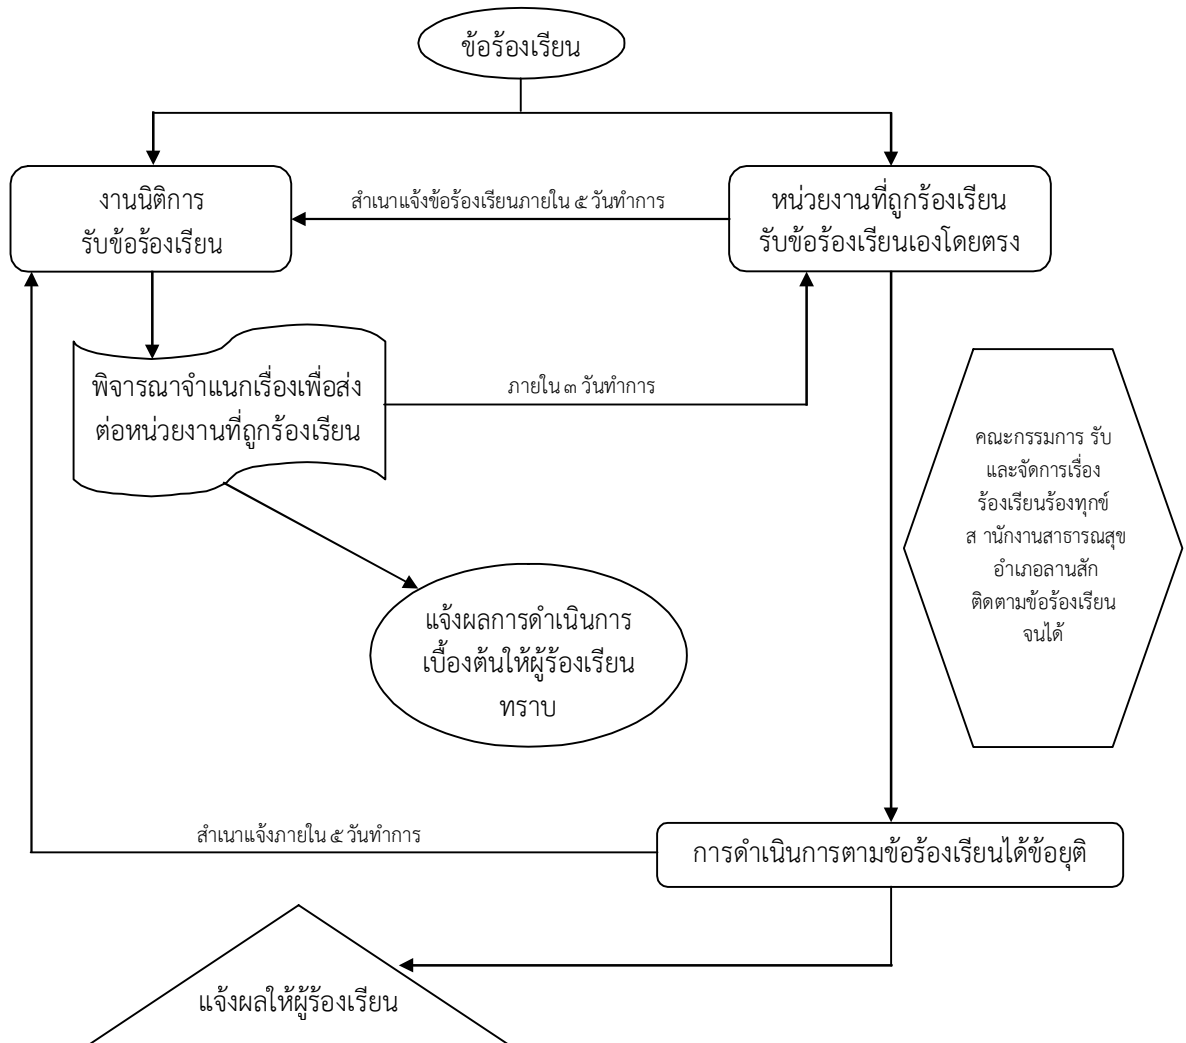 ข้อร้องเรียน
งานนิติการ
รับข้อร้องเรียน
สำเนาแจ้งข้อร้องเรียนภายใน ๕ วันทำการ
หน่วยงานที่ถูกร้องเรียน
รับข้อร้องเรียนเองโดยตรง
พิจารณาจำแนกเรื่องเพื่อส่ง
ต่อหน่วยงานที่ถูกร้องเรียน
ภายใน ๓ วันทำการ
คณะกรรมการ รับ
และจัดการเรื่อง
ร้องเรียนร้องทุกข์
ส านักงานสาธารณสุข
อำเภอลานสัก
ติดตามข้อร้องเรียน
จนได้
แจ้งผลการดำเนินการ
เบื้องต้นให้ผู้ร้องเรียน
ทราบ
สำเนาแจ้งภายใน ๕ วันทำการ
การดำเนินการตามข้อร้องเรียนได้ข้อยุติ
แจ้งผลให้ผู้ร้องเรียน